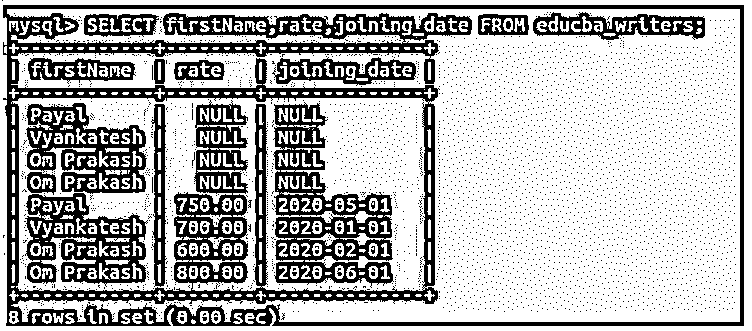 mysql> SELECT firstName,rate,joining_date FROM educba_writers;
+-------------+--------+--------------+
| firstName | rate | joining_date |
+-------------+--------+--------------+
| Payal | NULL | NULL |
| Vyankatesh | NULL | NULL |
| Om Prakash | NULL | NULL |
| Om Prakash | NULL | NULL |
| Payal | 750.00 | 2020-05-01 |
| Vyankatesh | 700.00 | 2020-01-01 |
| Om Prakash | 600.00 | 2020-02-01 |
| Om Prakash | 800.00 | 2020-06-01 |
+-------------+--------+--------------+
8 rows in set (0.00 sec)